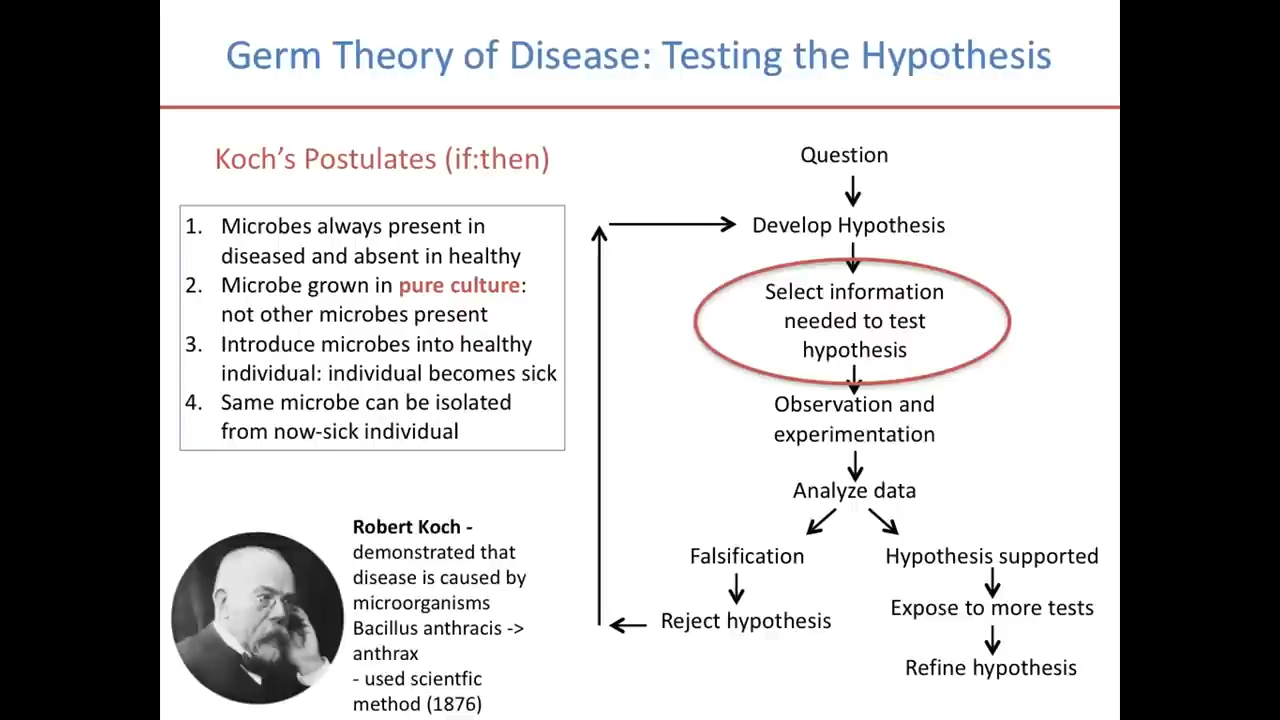 Germ Theory of Disease: Testing the Hypothesis
Koch's Postulates (if:then)
1. Microbes always present in
diseased and absent in healthy
2. Microbe grown in pure culture:
not other microbes present
3. Introduce microbes into healthy
individual: individual becomes sick
4. Same microbe can be isolated
from now-sick individual
Robert Koch -
demonstrated that
disease is caused by
microorganisms
Bacillus anthracis ->
anthrax
- used scientfic
method (1876)
Question
Develop Hypothesis
Select information
needed to test
hypothesis
Observation and
experimentation
Analyze data
Falsification
Reject hypothesis
Hypothesis supported
Expose to more tests
Refine hypothesis